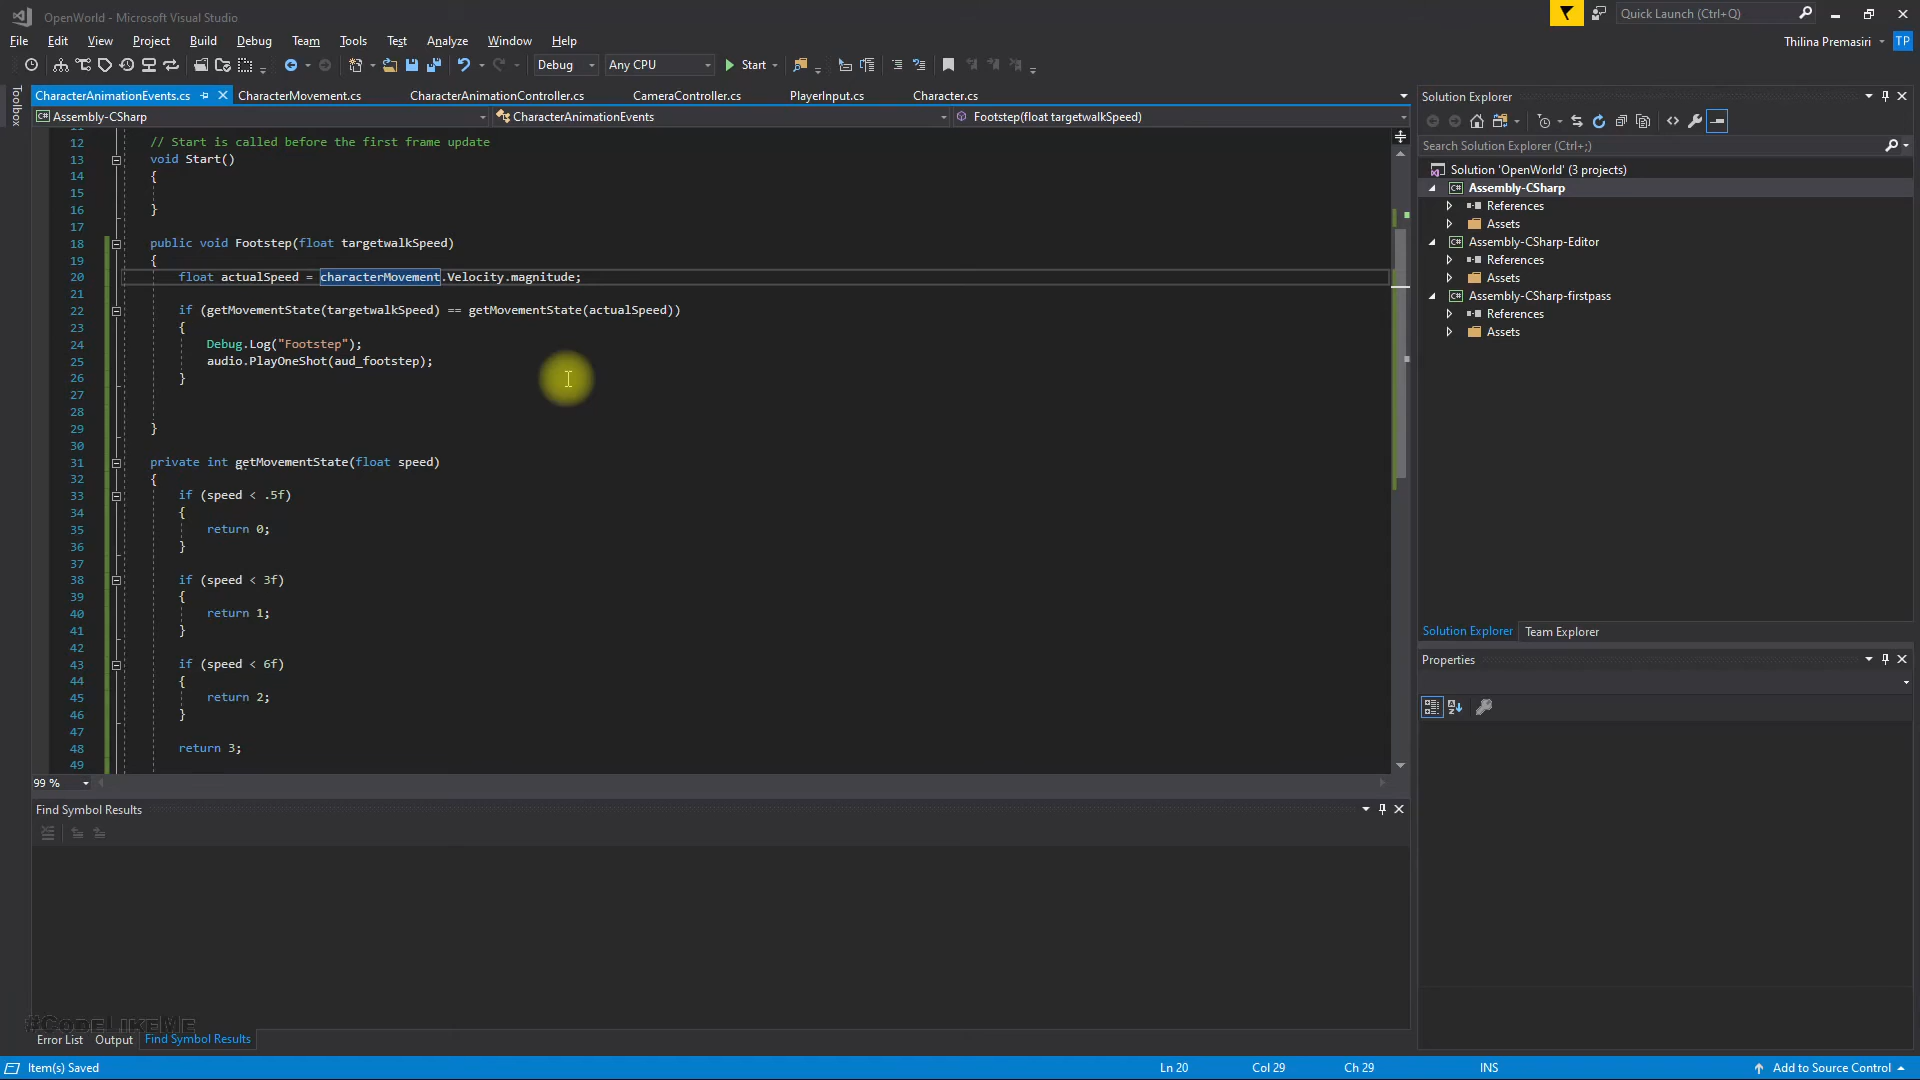 OpenWorld - Microsoft Visual Studio
Quick Launch (Ctrl+Q)
File Edit View Project Build Debug Team Tools Test Analyze Window Help
Thilina Premasiri TP
Debug Any CPU Start
Toolbox
CharacterAnimationEvents.cs CharacterMovement.cs CharacterAnimationController.cs CameraController.cs PlayerInput.cs Character.cs
Assembly-CSharp CharacterAnimationEvents Footstep(float targetwalkSpeed)
12 // Start is called before the first frame update
13 void Start()
14 {
15
16 }
17
18 public void Footstep(float targetwalkSpeed)
19 {
20 float actualSpeed = characterMovement.Velocity.magnitude;
21
22 if (getMovementState(targetwalkSpeed) == getMovementState(actualSpeed))
23 {
24 Debug.Log("Footstep");
25 audio.PlayOneShot(aud_footstep);
26 }
27
28
29 }
30
31 private int getMovementState(float speed)
32 {
33 if (speed < .5f)
34 {
35 return 0;
36 }
37
38 if (speed < 3f)
39 {
40 return 1;
41 }
42
43 if (speed < 6f)
44 {
45 return 2;
46 }
47
48 return 3;
49
99 %
Find Symbol Results
#CodeLikeMe
Error List Output Find Symbol Results
Solution Explorer
Search Solution Explorer (Ctrl+;)
Solution 'OpenWorld' (3 projects)
C# Assembly-CSharp
References
Assets
C# Assembly-CSharp-Editor
References
Assets
C# Assembly-CSharp-firstpass
References
Assets
Solution Explorer Team Explorer
Properties
Item(s) Saved Ln 20 Col 29 Ch 29 INS Add to Source Control